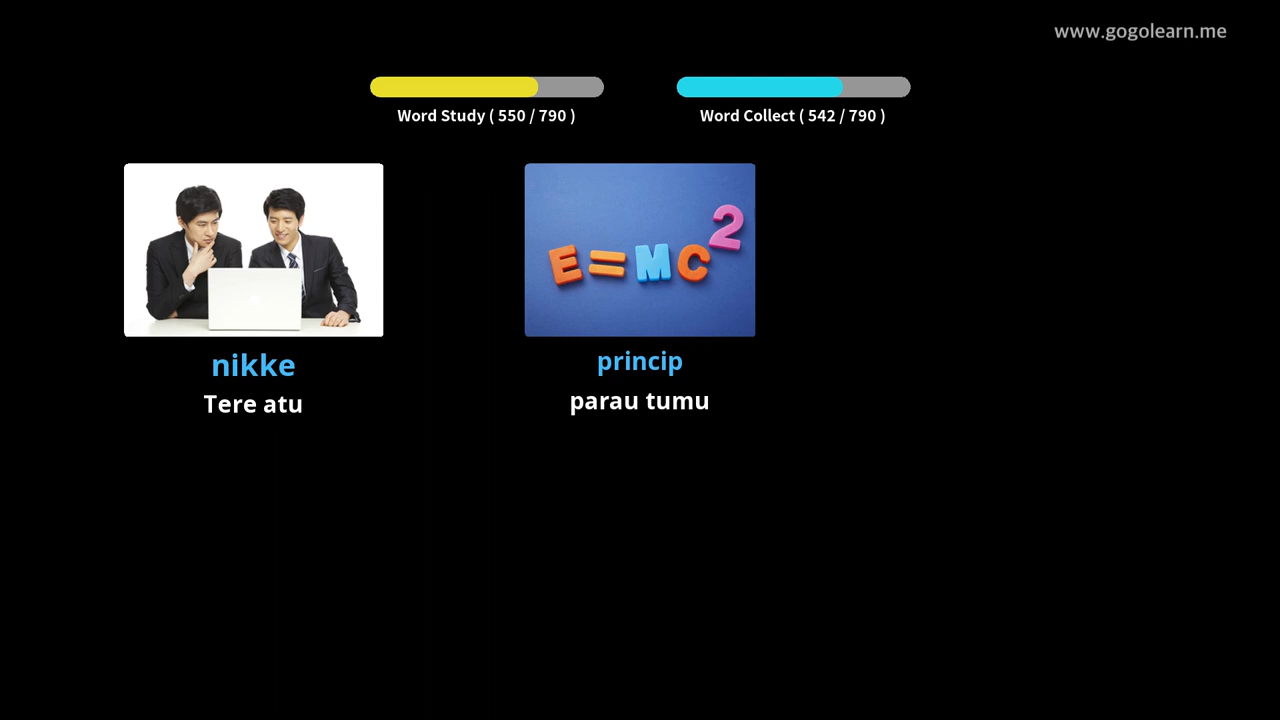 www.gogolearn.me
Word Study ( 550 / 790 )
Word Collect ( 542 / 790 )
E=MC2
nikke
Tere atu
princip
parau tumu